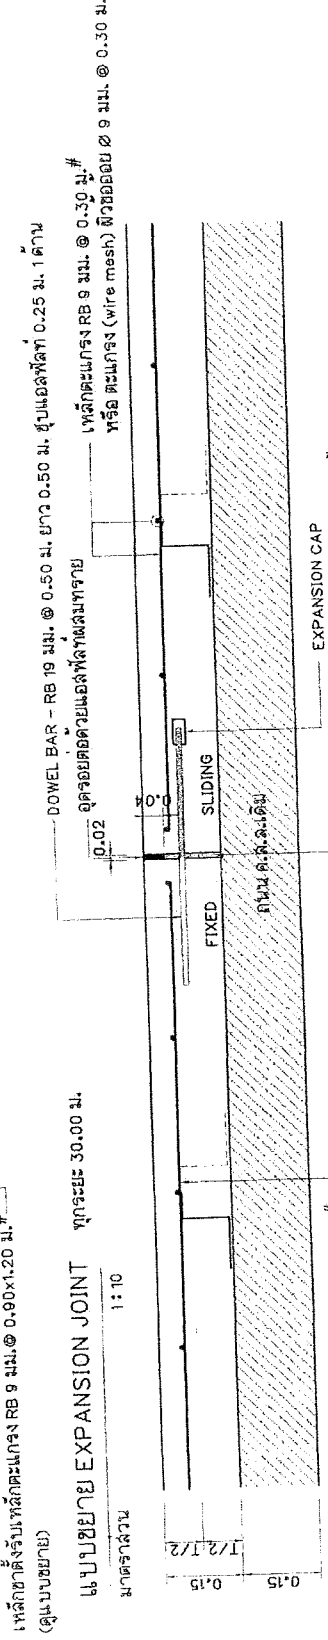 เหล็กขาตั้งรับเหล็กตะแกรง RB 9 มม.@ 0.90x1.20 ม.#
(ดูแบบขยาย)
แบบขยาย EXPANSION JOINT ทุกระยะ 30.00 ม.
มาตราส่วน 1:10
DOWEL BAR - RB 19 มม. @ 0.50 ม. ยาว 0.50 ม. ชุบแอสฟัลท์ 0.25 ม. 1 ด้าน
อุดรอยต่อด้วยแอสฟัลท์ผสมทราย
เหล็กตะแกรง RB 9 มม. @ 0.30 ม.#
หรือ ตะแกรง (wire mesh) ผิวข้ออ้อย Ø 9 มม. @ 0.30 ม.
0.02
0.04
FIXED
SLIDING
ถนน ค.ส.ล.เดิม
EXPANSION CAP
T/2
T/2
0.15
0.15
#